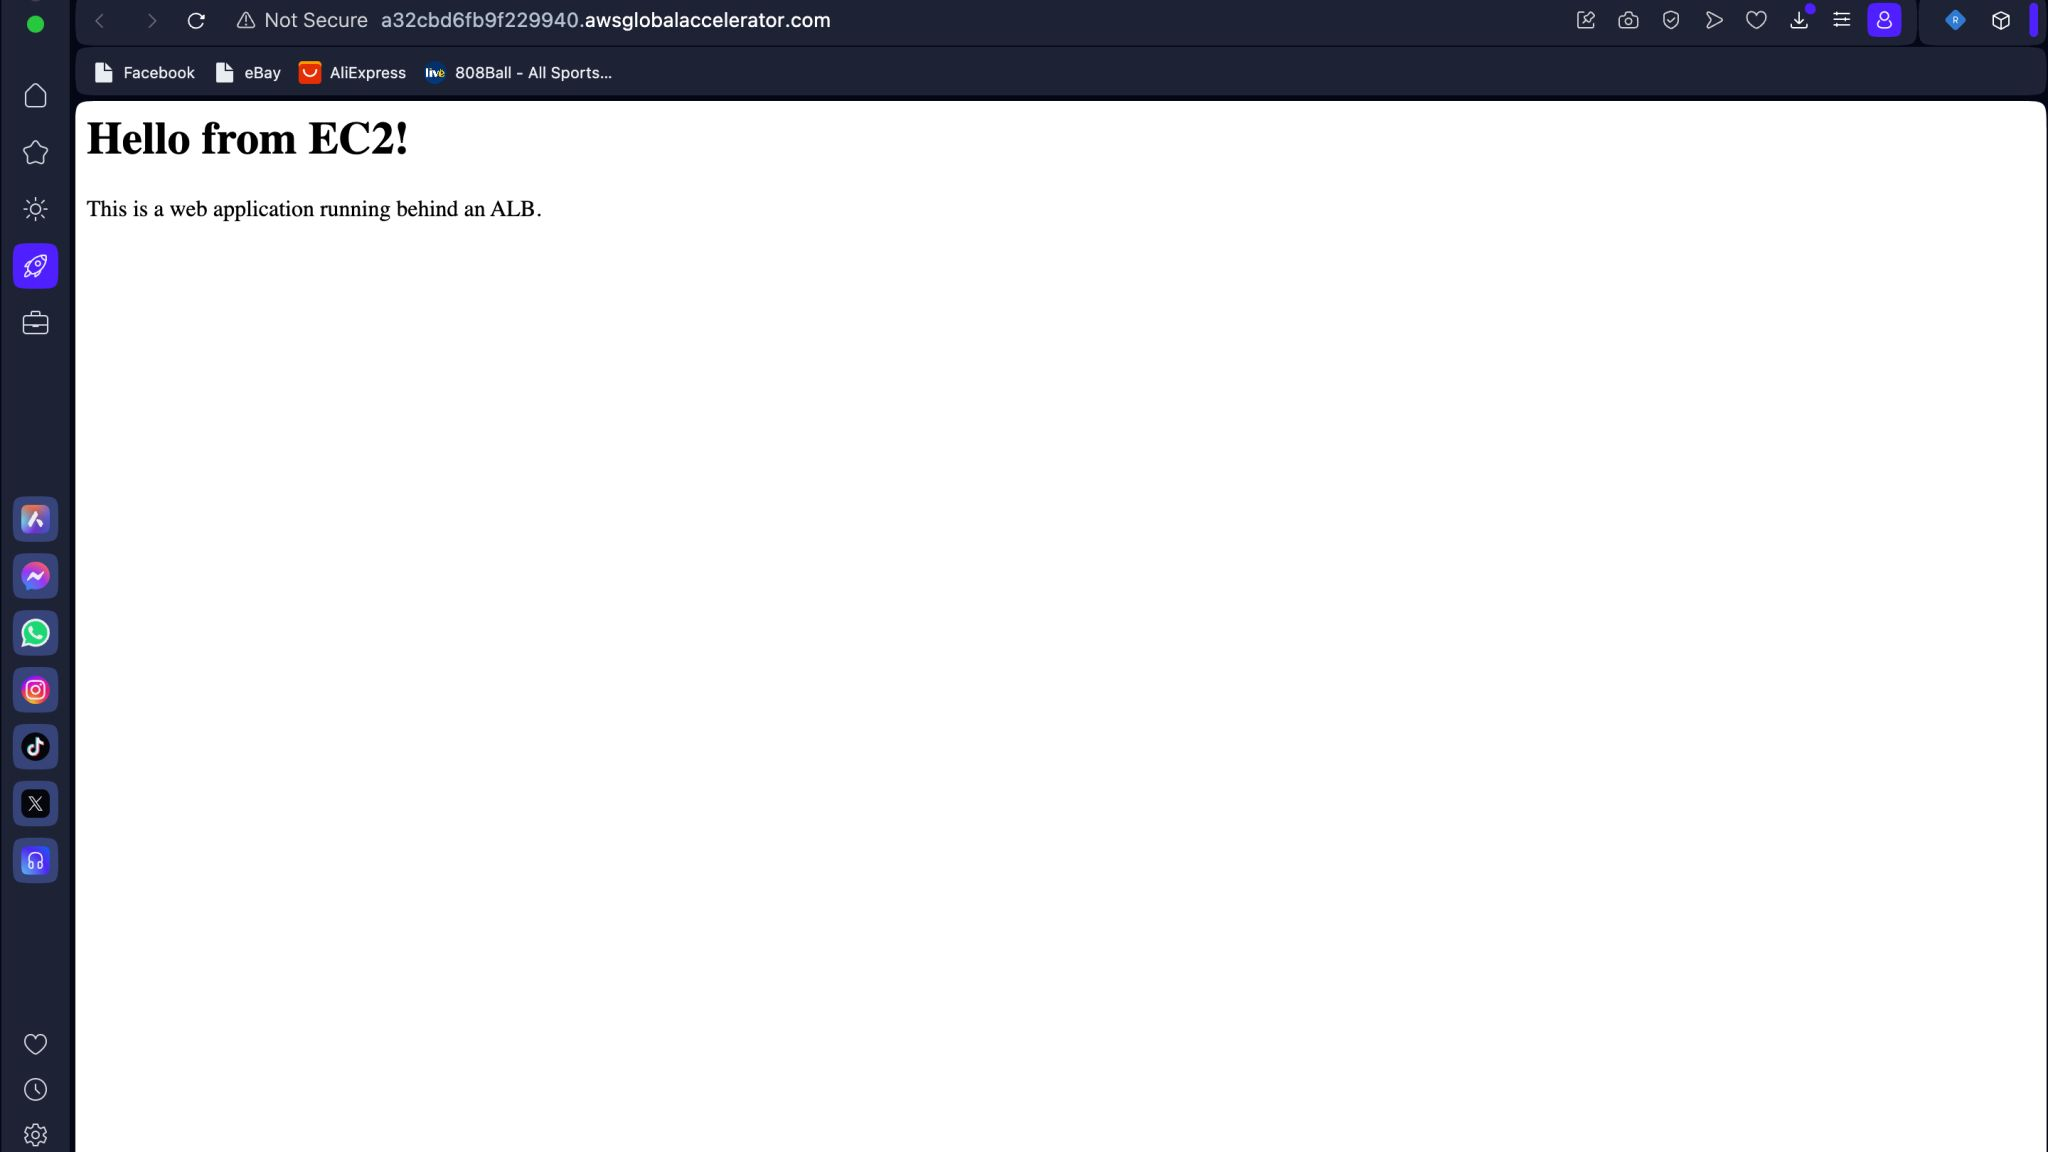 Not Secure a32cbd6fb9f229940.awsglobalaccelerator.com
Facebook eBay AliExpress live 808Ball - All Sports...
Hello from EC2!
This is a web application running behind an ALB.